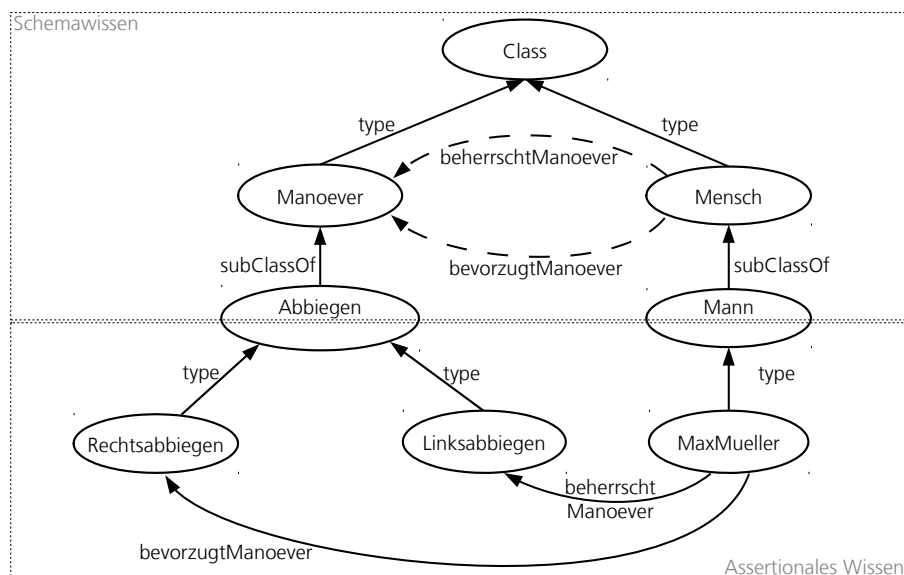 Schemawissen
Class
type
type
beherrschtManoever
Manoever
Mensch
bevorzugtManoever
subClassOf
subClassOf
Abbiegen
Mann
type
type
type
Rechtsabbiegen
Linksabbiegen
MaxMueller
beherrscht
Manoever
bevorzugtManoever
Assertionales Wissen